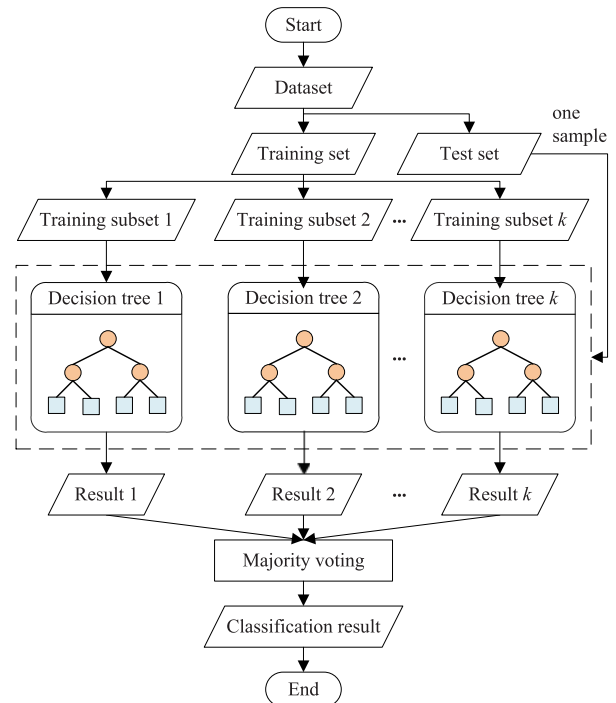 Start
Dataset
one
sample
Training set
Test set
Training subset 1
Training subset 2
...
Training subset k
Decision tree 1
Decision tree 2
Decision tree k
...
Result 1
Result 2
...
Result k
Majority voting
Classification result
End